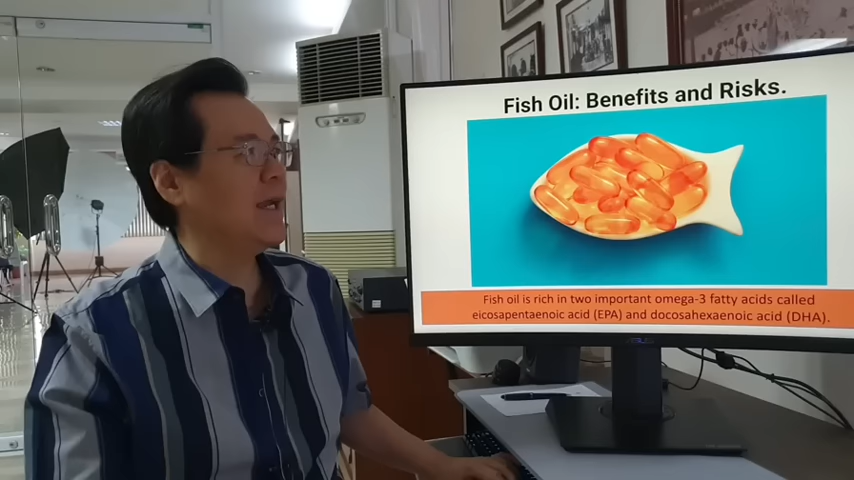 Fish Oil: Benefits and Risks.
Fish oil is rich in two important omega-3 fatty acids called
eicosapentaenoic acid (EPA) and docosahexaenoic acid (DHA).